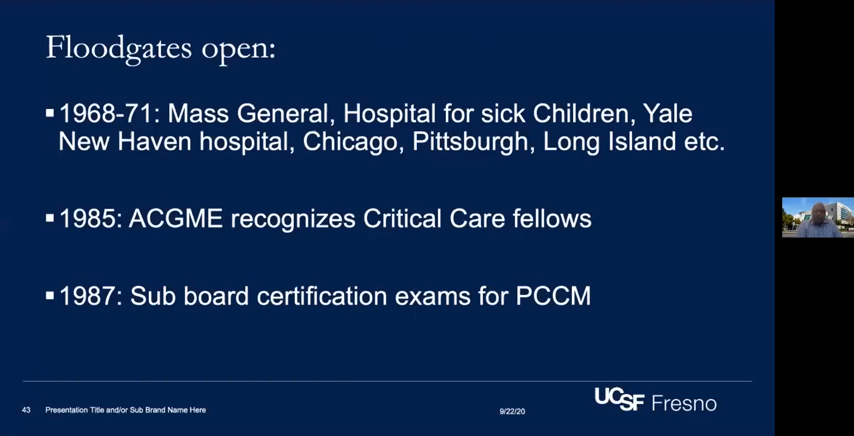 Floodgates open:
▪1968-71: Mass General, Hospital for sick Children, Yale
New Haven hospital, Chicago, Pittsburgh, Long Island etc.
▪1985: ACGME recognizes Critical Care fellows
▪1987: Sub board certification exams for PCCM
43 Presentation Title and/or Sub Brand Name Here
9/22/20
UCSF Fresno